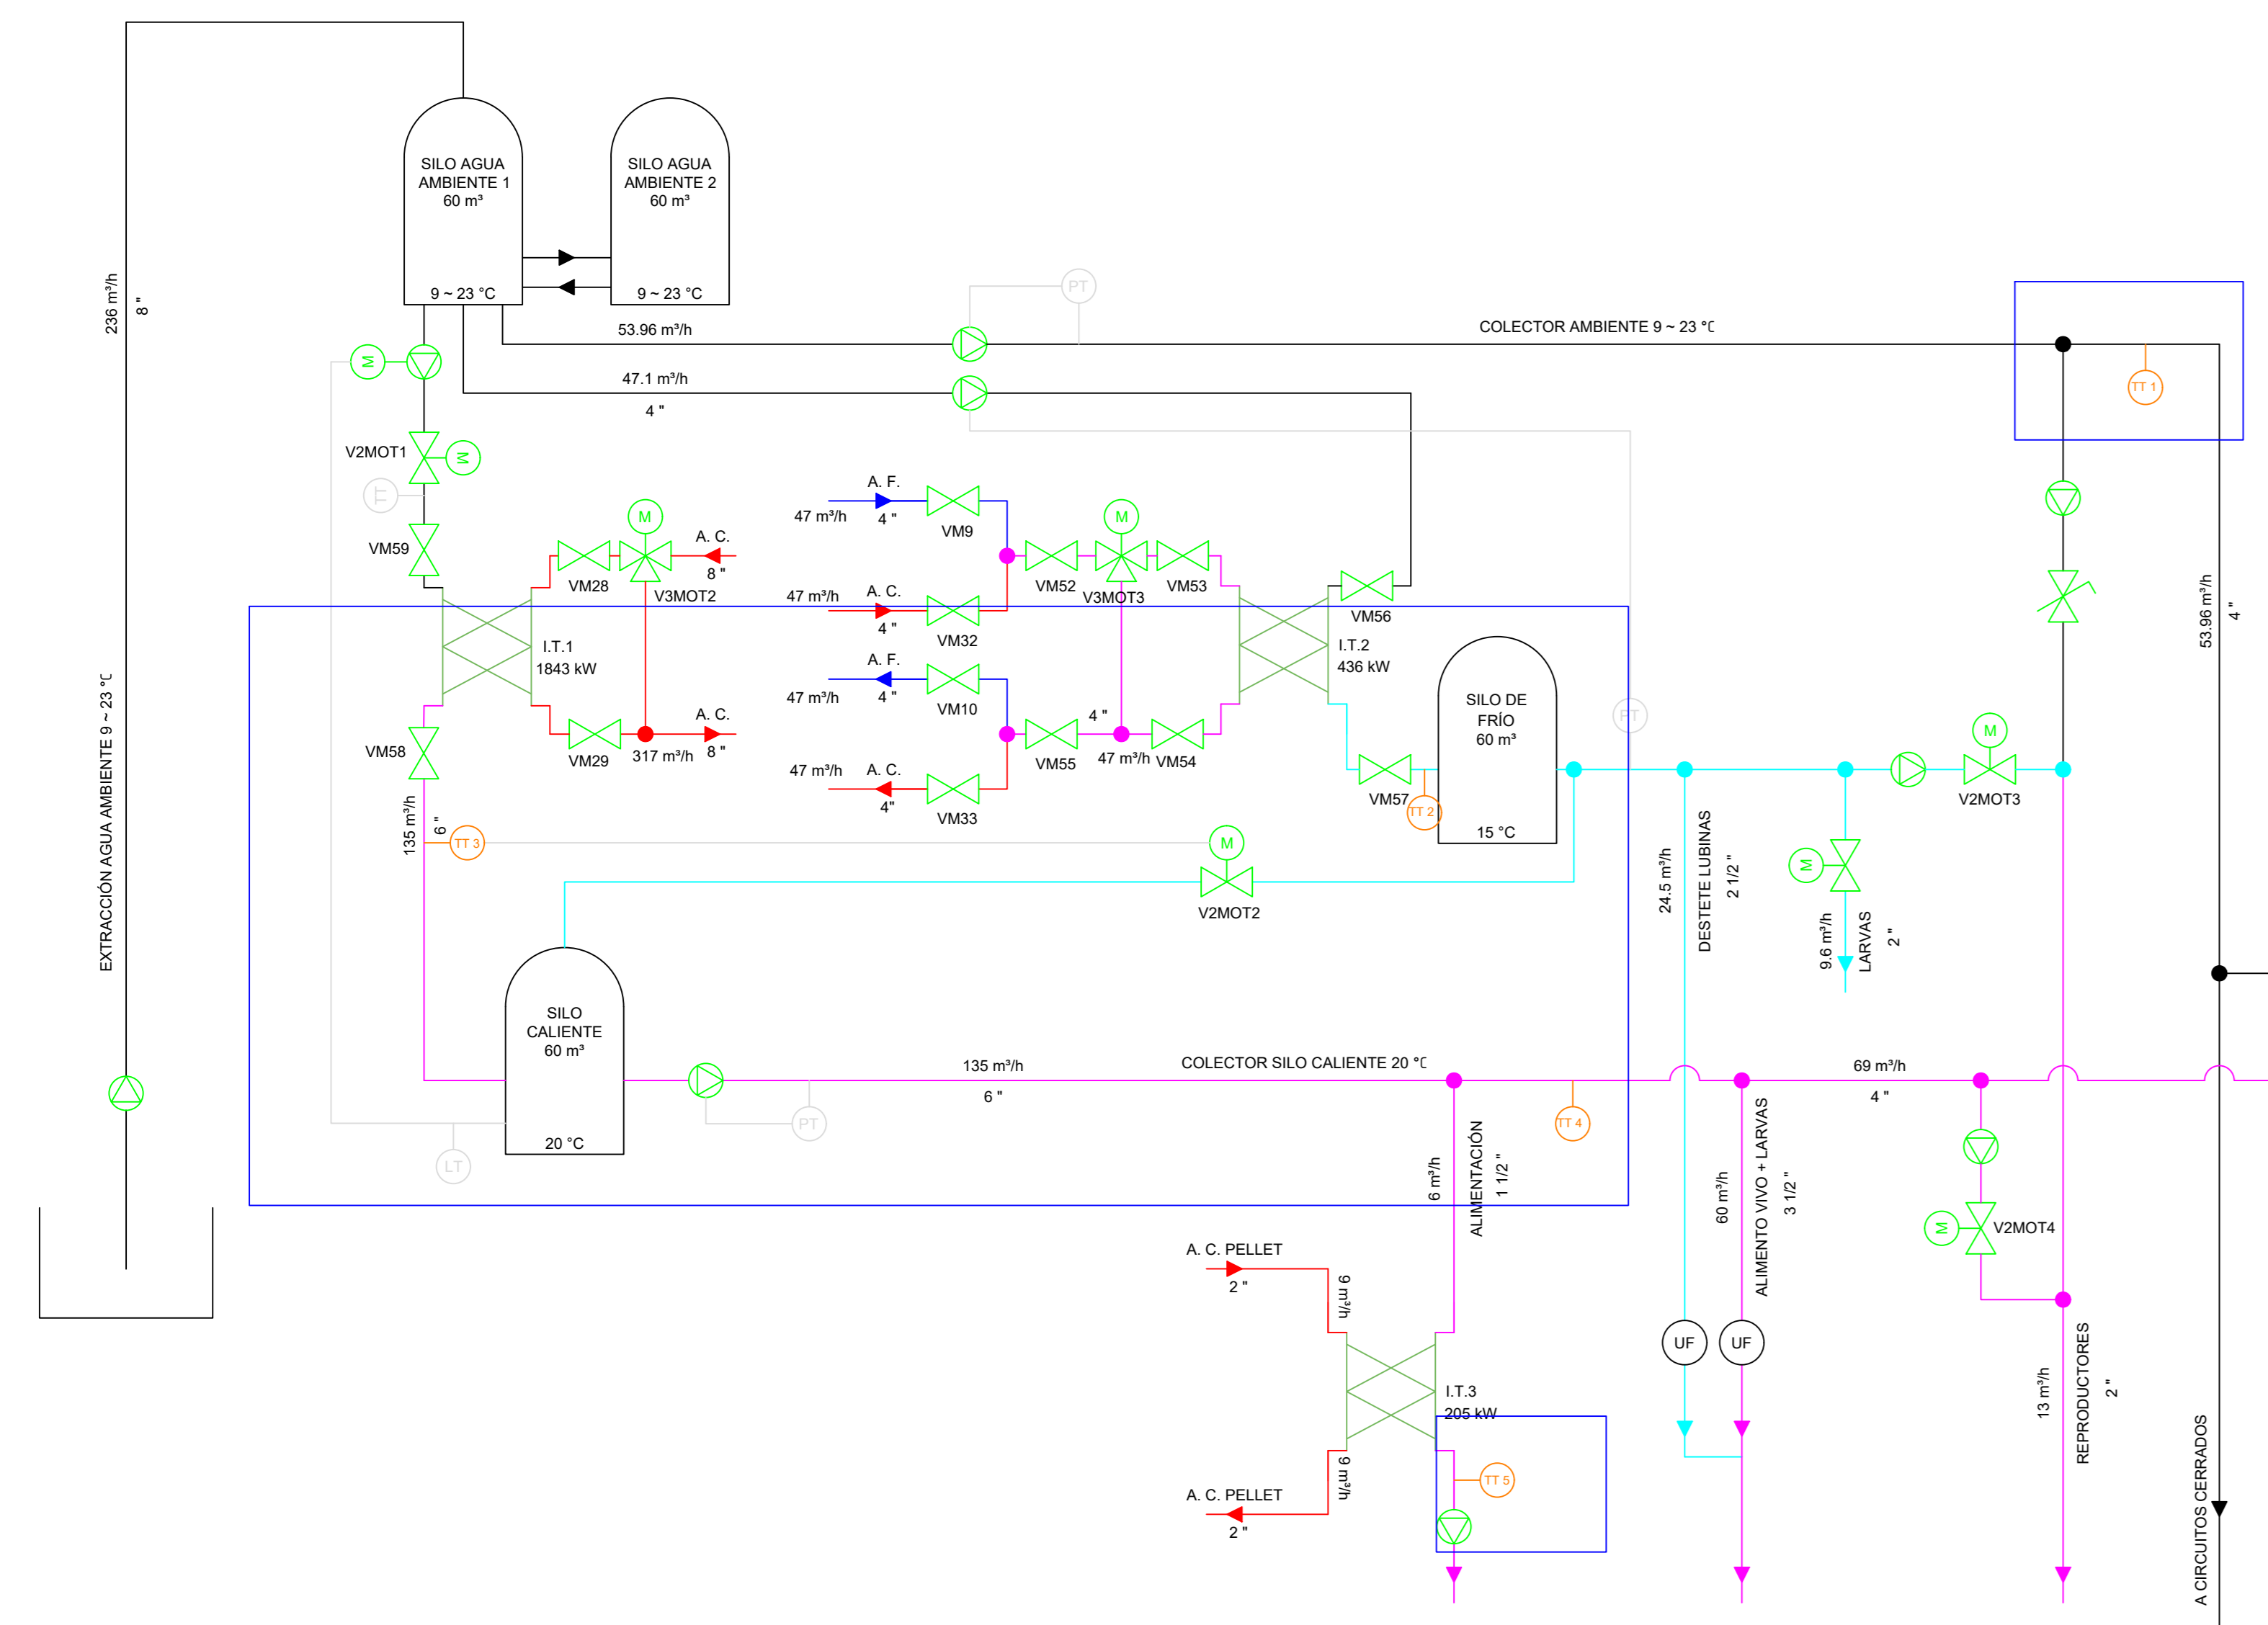 SILO AGUA
AMBIENTE 1
60 m³
9 ~ 23 °C
SILO AGUA
AMBIENTE 2
60 m³
9 ~ 23 °C
236 m³/h
8 "
EXTRACCIÓN AGUA AMBIENTE 9 ~ 23 °C
53.96 m³/h
PT
COLECTOR AMBIENTE 9 ~ 23 °C
TT 1
47.1 m³/h
4 "
M
V2MOT1
M
TT
VM59
VM28
M
V3MOT2
A. C.
8 "
I.T.1
1843 kW
VM58
VM29
317 m³/h
A. C.
8 "
A. F.
47 m³/h
4 "
VM9
47 m³/h
A. C.
4 "
VM32
A. F.
47 m³/h
4 "
VM10
47 m³/h
A. C.
4"
VM33
VM52
M
V3MOT3
VM53
VM55
4 "
47 m³/h
VM54
I.T.2
436 kW
VM56
VM57
TT 2
SILO DE
FRÍO
60 m³
15 °C
PT
135 m³/h
6 "
TT 3
M
V2MOT2
24.5 m³/h
DESTETE LUBINAS
2 1/2 "
M
9.6 m³/h
LARVAS
2 "
M
V2MOT3
53.96 m³/h
4 "
SILO
CALIENTE
60 m³
20 °C
LT
PT
135 m³/h
6 "
COLECTOR SILO CALIENTE 20 °C
TT 4
69 m³/h
4 "
6 m³/h
ALIMENTACIÓN
1 1/2 "
60 m³/h
ALIMENTO VIVO + LARVAS
3 1/2 "
M
V2MOT4
A. C. PELLET
2 "
9 m³/h
I.T.3
205 kW
A. C. PELLET
2 "
9 m³/h
TT 5
UF
UF
13 m³/h
REPRODUCTORES
2 "
A CIRCUITOS CERRADOS